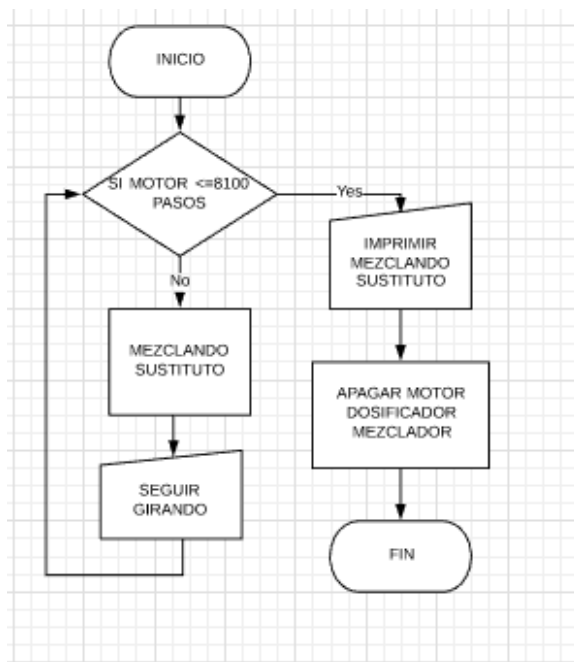 INICIO
SI MOTOR <=8100
PASOS
Yes
No
IMPRIMIR
MEZCLANDO
SUSTITUTO
MEZCLANDO
SUSTITUTO
APAGAR MOTOR
DOSIFICADOR
MEZCLADOR
SEGUIR
GIRANDO
FIN